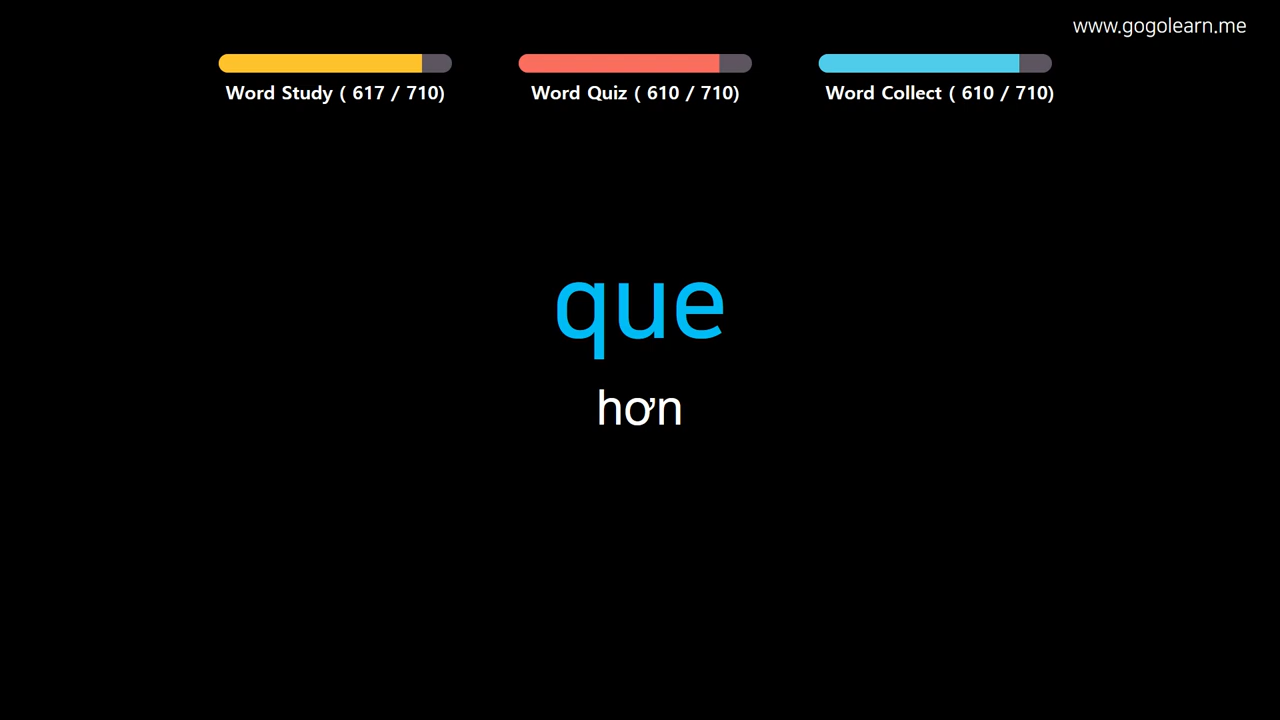 www.gogolearn.me
Word Study ( 617 / 710)
Word Quiz ( 610 / 710)
Word Collect ( 610 / 710)
que
hơn